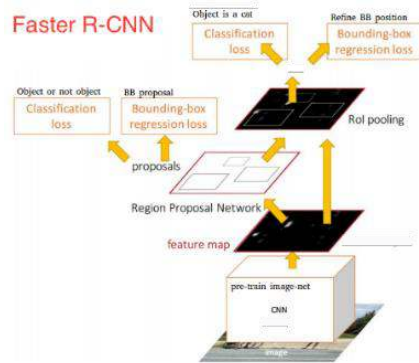 Faster R-CNN
Object is a cat
Classification
loss
Refine BB position
Bounding-box
regression loss
Object or not object
Classification
loss
BB proposal
Bounding-box
regression loss
RoI pooling
proposals
Region Proposal Network
feature map
pre-train image-net
CNN
image